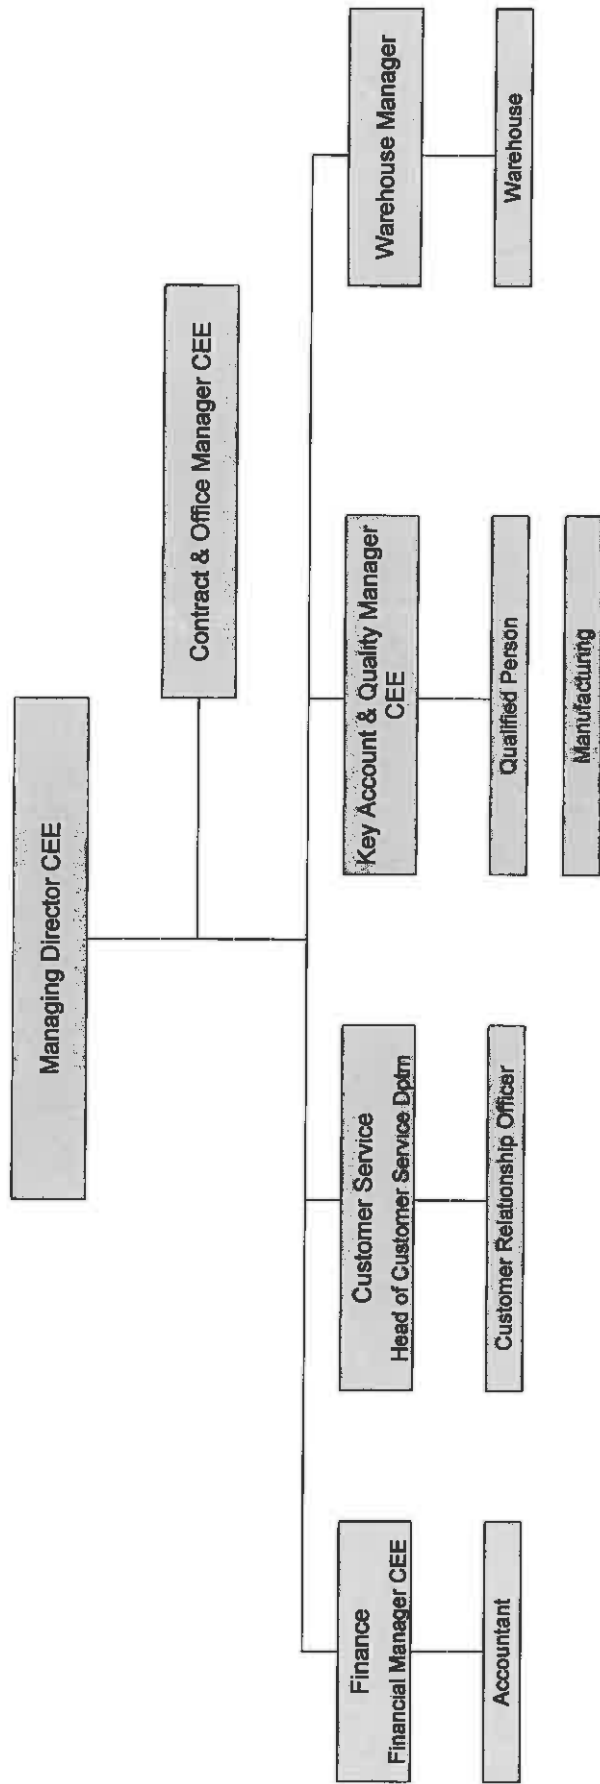 Managing Director CEE
Contract & Office Manager CEE
Finance
Financial Manager CEE
Accountant
Customer Service
Head of Customer Service Dptm
Customer Relationship Officer
Key Account & Quality Manager
CEE
Qualified Person
Manufacturing
Warehouse Manager
Warehouse